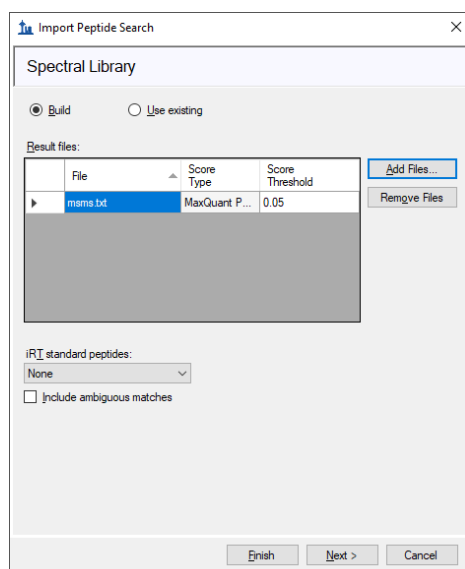 Import Peptide Search
Spectral Library
Build Use existing
Result files:
File Score Type Score Threshold
msms.txt MaxQuant P... 0.05
Add Files...
Remove Files
iRT standard peptides:
None
Include ambiguous matches
Finish Next > Cancel